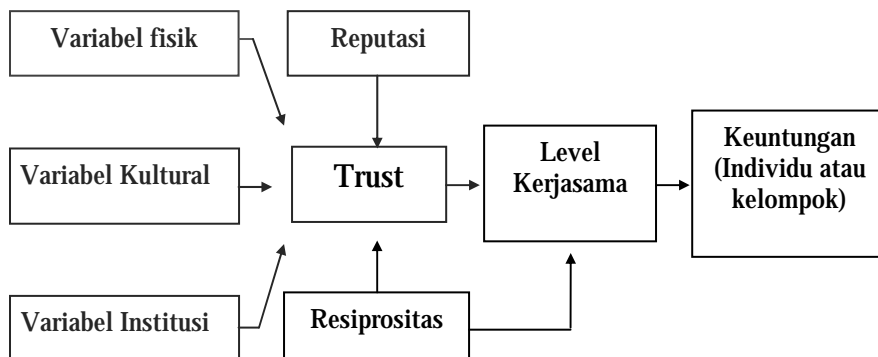 Variabel fisik
Reputasi
Variabel Kultural
Trust
Level
Kerjasama
Keuntungan
(Individu atau
kelompok)
Variabel Institusi
Resiprositas